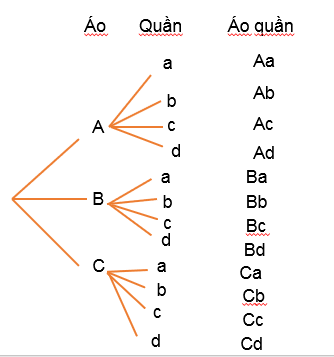 Áo Quần Áo quần
a Aa
b Ab
A c Ac
d Ad
a Ba
B b Bb
c Bc
d Bd
C a Ca
b Cb
c Cc
d Cd